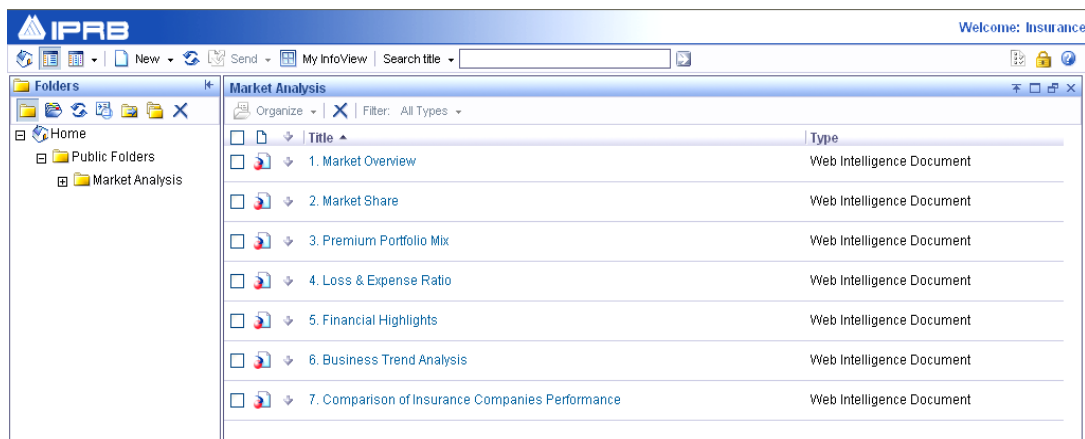 IPRB
Welcome: Insurance
New Send My InfoView Search title
Folders
Market Analysis
Organize Filter: All Types
Home
Public Folders
Market Analysis
Title Type
1. Market Overview Web Intelligence Document
2. Market Share Web Intelligence Document
3. Premium Portfolio Mix Web Intelligence Document
4. Loss & Expense Ratio Web Intelligence Document
5. Financial Highlights Web Intelligence Document
6. Business Trend Analysis Web Intelligence Document
7. Comparison of Insurance Companies Performance Web Intelligence Document